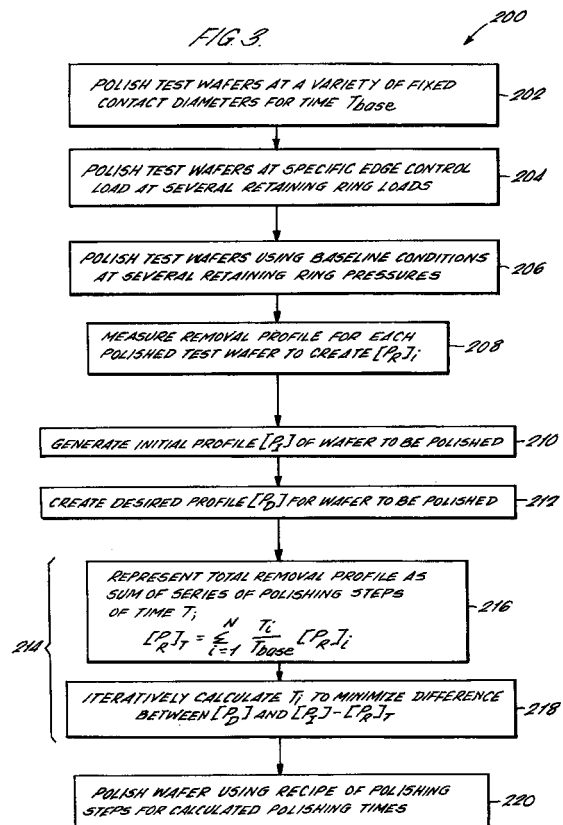 200
FIG. 3.
POLISH TEST WAFERS AT A VARIETY OF FIXED
CONTACT DIAMETERS FOR TIME Tbase
202
POLISH TEST WAFERS AT SPECIFIC EDGE CONTROL
LOAD AT SEVERAL RETAINING RING LOADS
204
POLISH TEST WAFERS USING BASELINE CONDITIONS
AT SEVERAL RETAINING RING PRESSURES
206
MEASURE REMOVAL PROFILE FOR EACH
POLISHED TEST WAFER TO CREATE [PR]i
208
GENERATE INITIAL PROFILE [PI] OF WAFER TO BE POLISHED
210
CREATE DESIRED PROFILE [PD] FOR WAFER TO BE POLISHED
212
214
REPRESENT TOTAL REMOVAL PROFILE AS
SUM OF SERIES OF POLISHING STEPS
OF TIME Ti
[PR]T = Σ i=1 N Ti/Tbase [PR]i
216
ITERATIVELY CALCULATE Ti TO MINIMIZE DIFFERENCE
BETWEEN [PD] AND [PI]-[PR]T
218
POLISH WAFER USING RECIPE OF POLISHING
STEPS FOR CALCULATED POLISHING TIMES
220